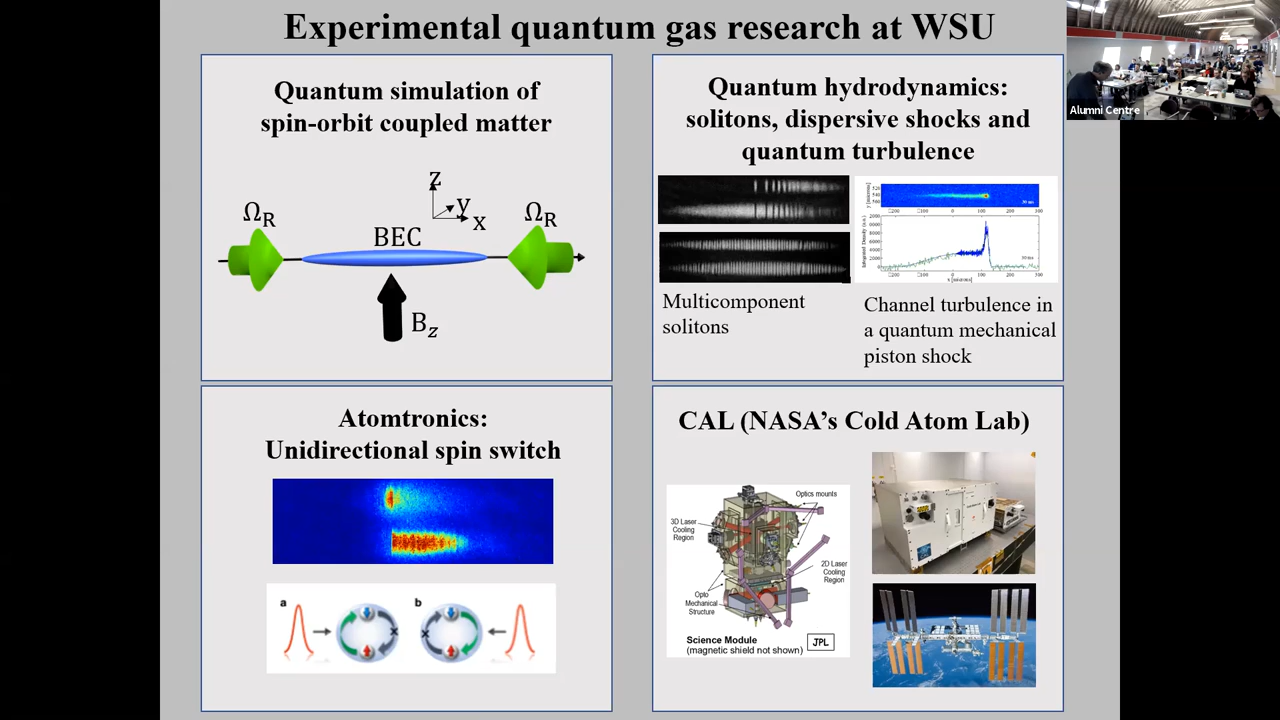 Experimental quantum gas research at WSU
Alumni Centre
Quantum simulation of
spin-orbit coupled matter
z
y
x
Ω_R
BEC
Ω_R
B_z
Quantum hydrodynamics:
solitons, dispersive shocks and
quantum turbulence
Multicomponent
solitons
Channel turbulence in
a quantum mechanical
piston shock
Atomtronics:
Unidirectional spin switch
a
b
CAL (NASA's Cold Atom Lab)
Optics mounts
3D Laser
Cooling
Region
2D Laser
Cooling
Region
Opto
Mechanical
Structure
Science Module
(magnetic shield not shown)
JPL